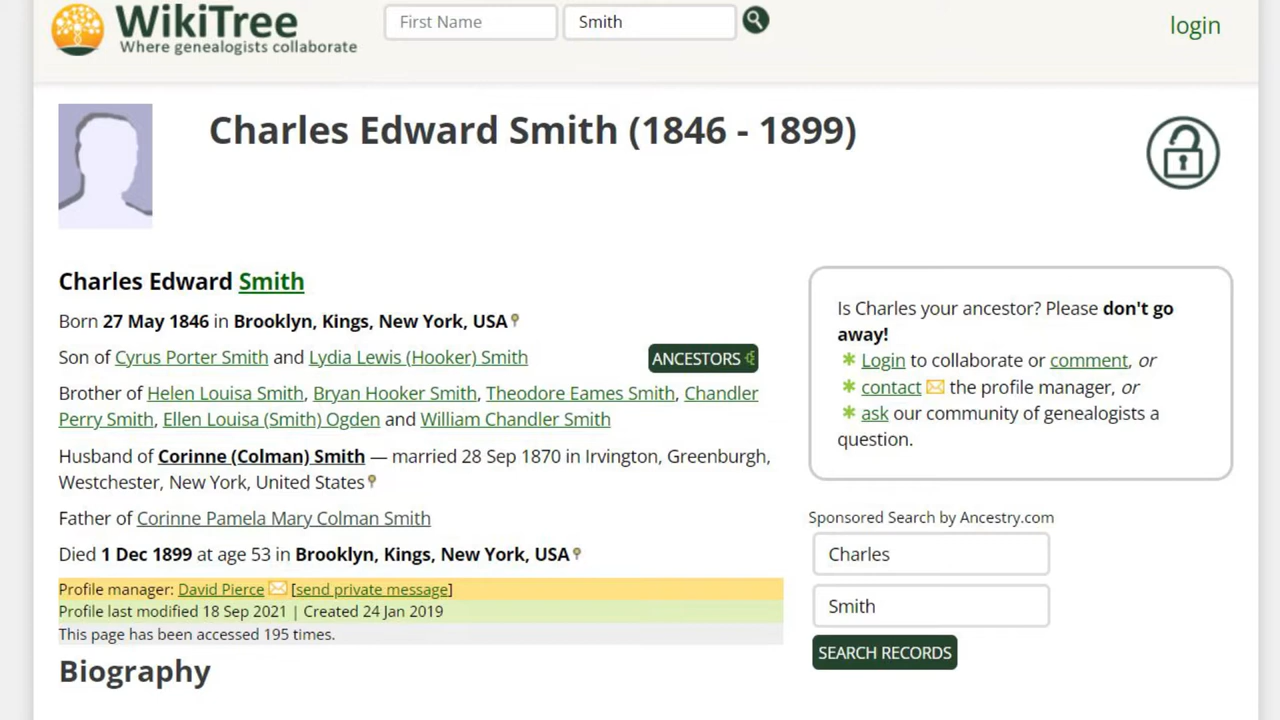 WikiTree
Where genealogists collaborate
First Name
Smith
login
Charles Edward Smith (1846 - 1899)
Charles Edward Smith
Born 27 May 1846 in Brooklyn, Kings, New York, USA
Son of Cyrus Porter Smith and Lydia Lewis (Hooker) Smith
ANCESTORS
Brother of Helen Louisa Smith, Bryan Hooker Smith, Theodore Eames Smith, Chandler
Perry Smith, Ellen Louisa (Smith) Ogden and William Chandler Smith
Husband of Corinne (Colman) Smith — married 28 Sep 1870 in Irvington, Greenburgh,
Westchester, New York, United States
Father of Corinne Pamela Mary Colman Smith
Died 1 Dec 1899 at age 53 in Brooklyn, Kings, New York, USA
Profile manager: David Pierce [send private message]
Profile last modified 18 Sep 2021 | Created 24 Jan 2019
This page has been accessed 195 times.
Biography
Is Charles your ancestor? Please don't go
away!
Login to collaborate or comment, or
contact the profile manager, or
ask our community of genealogists a
question.
Sponsored Search by Ancestry.com
Charles
Smith
SEARCH RECORDS